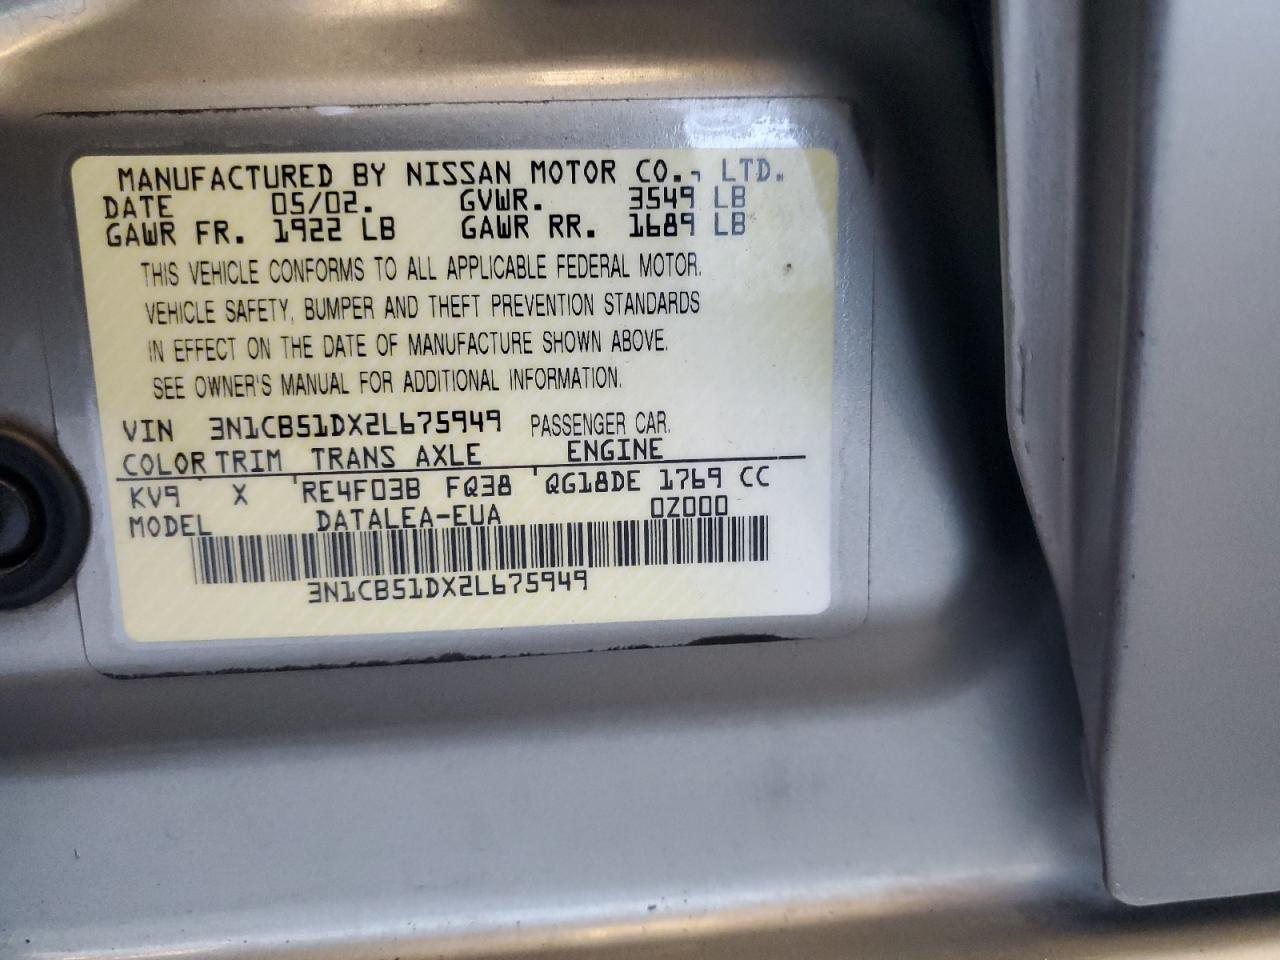 MANUFACTURED BY NISSAN MOTOR CO., LTD.
DATE 05/02. GVWR. 3549 LB
GAWR FR. 1922 LB GAWR RR. 1689 LB
THIS VEHICLE CONFORMS TO ALL APPLICABLE FEDERAL MOTOR.
VEHICLE SAFETY, BUMPER AND THEFT PREVENTION STANDARDS
IN EFFECT ON THE DATE OF MANUFACTURE SHOWN ABOVE.
SEE OWNER'S MANUAL FOR ADDITIONAL INFORMATION.
VIN 3N1CB51DX2L675949 PASSENGER CAR.
COLOR TRIM TRANS AXLE ENGINE
KV9 X RE4F03B FQ38 QG18DE 1769 CC
MODEL DATALEA-EUA 0Z000
3N1CB51DX2L675949